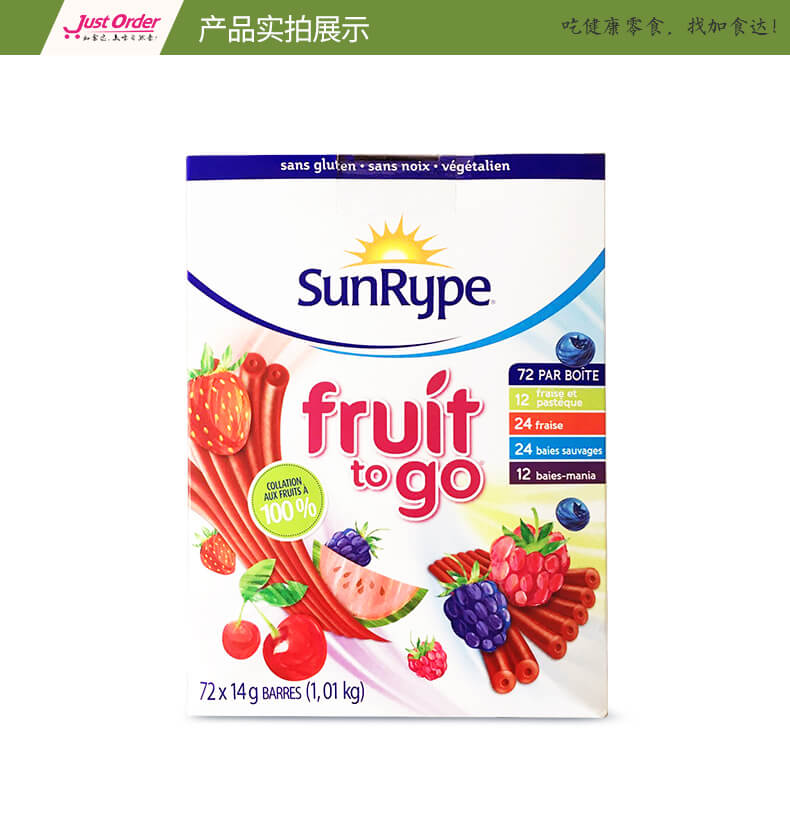 Just Order
产品实拍展示
吃健康零食，找加食达!
sans gluten • sans noix • végétalien
SunRype
fruit
to go
72 PAR BOÎTE
12 fraise et
pastèque
24 fraise
24 baies sauvages
12 baies-mania
COLLATION
AUX FRUITS À
100 %
72 x 14 g BARRES (1,01 kg)